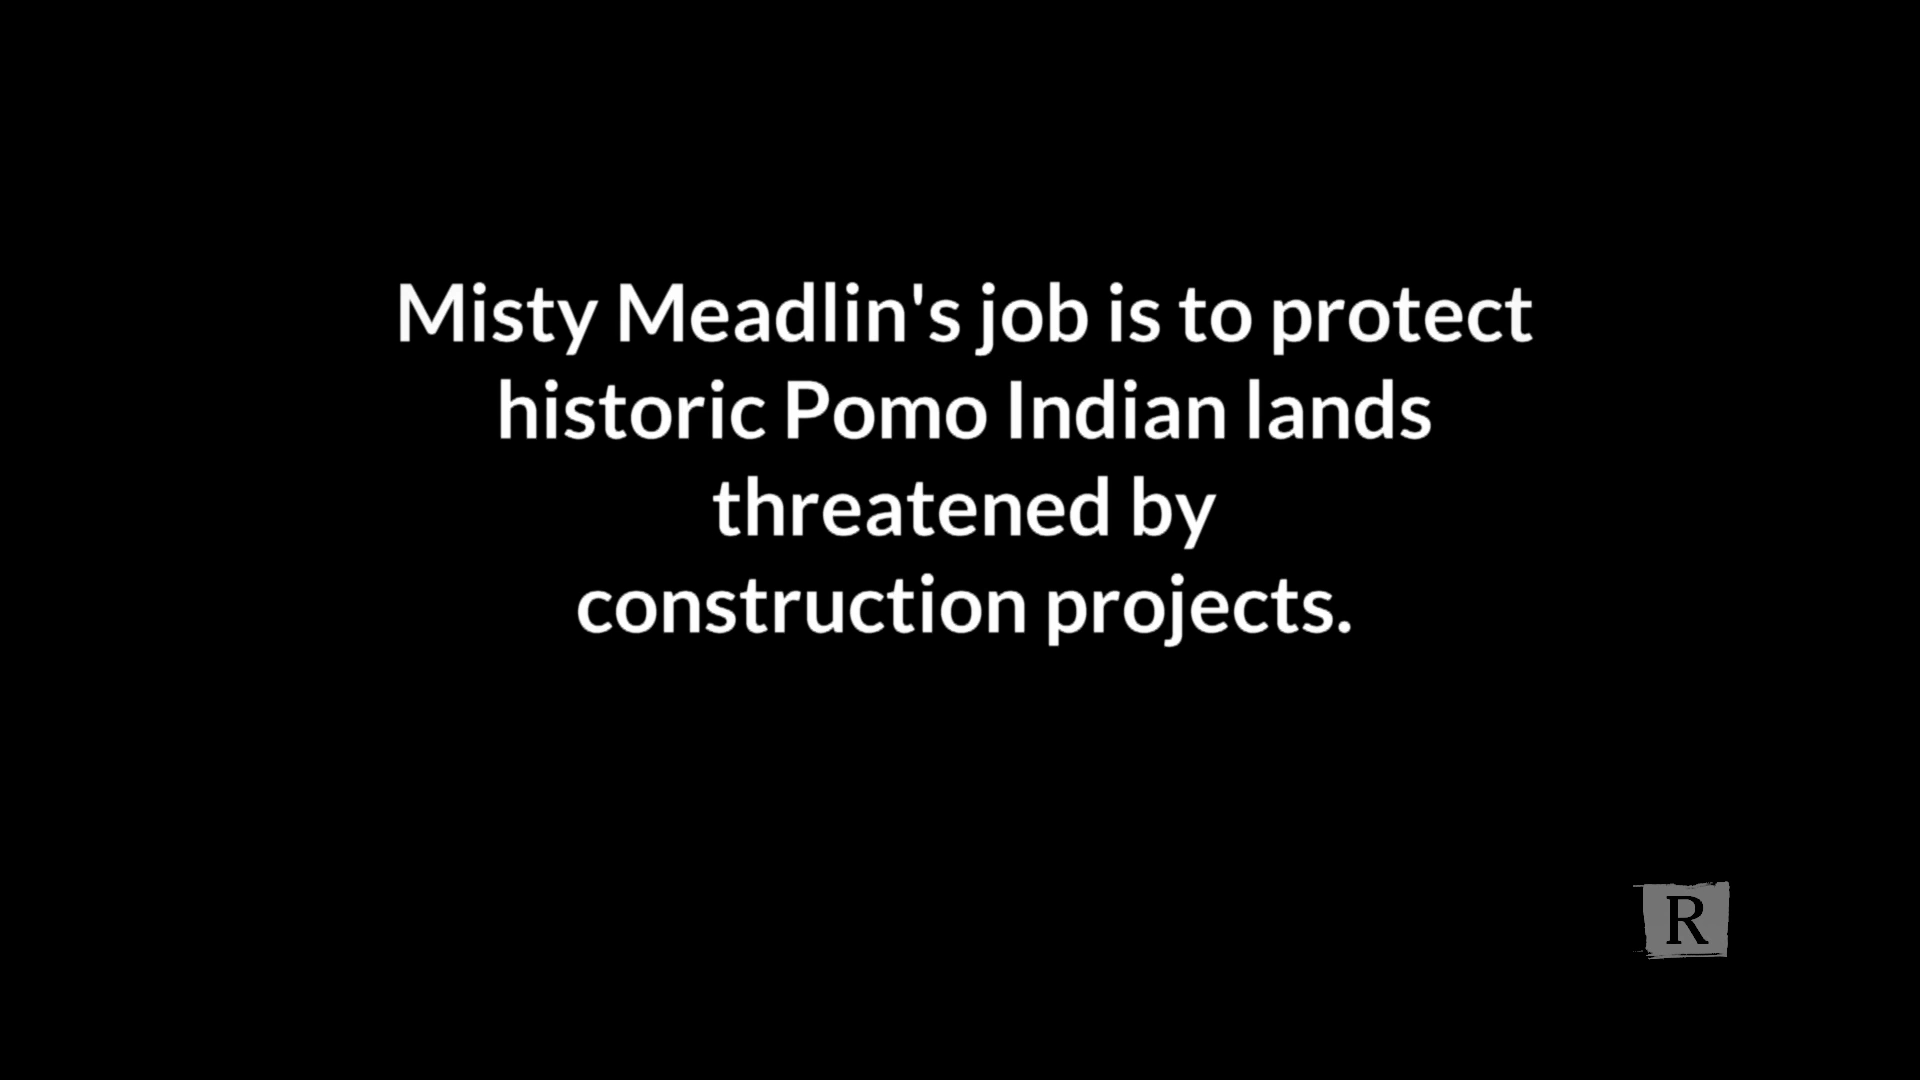 Misty Meadlin's job is to protect
historic Pomo Indian lands
threatened by
construction projects.
R